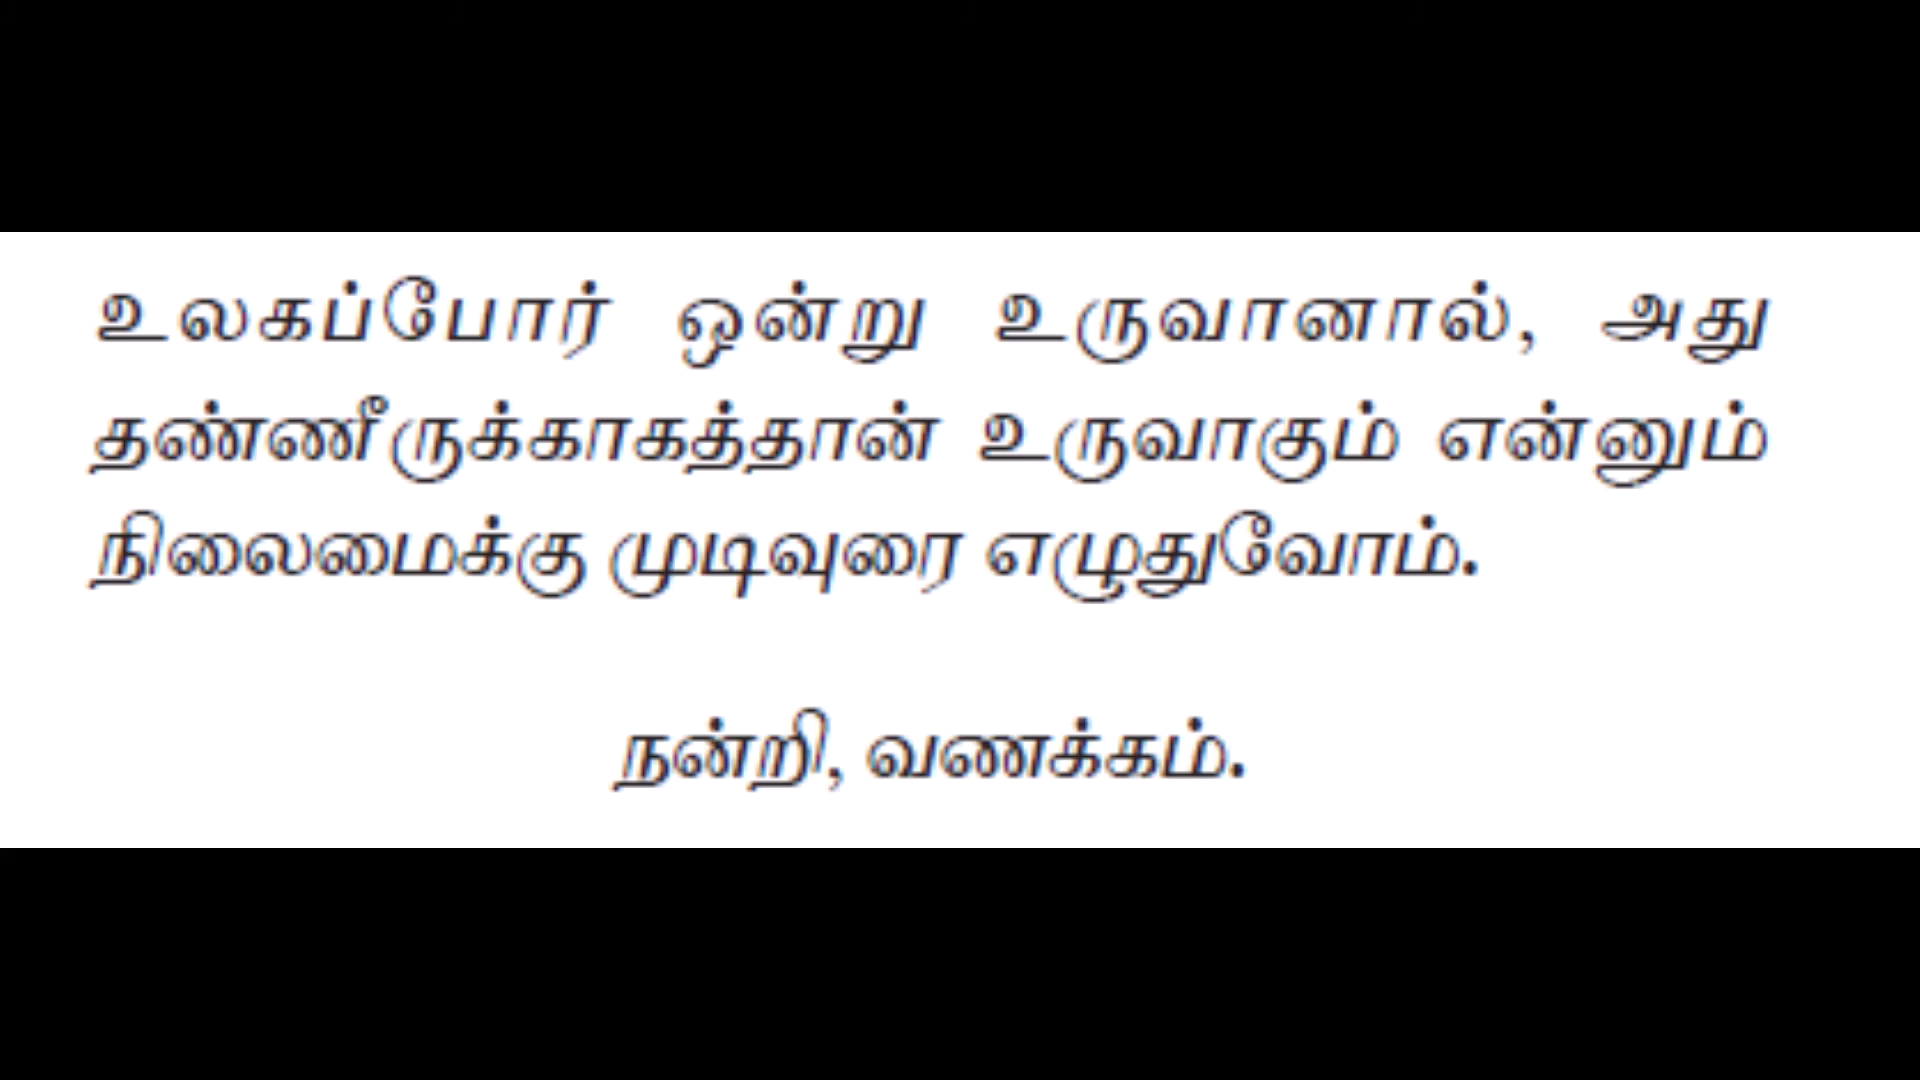 உலகப்போர் ஒன்று உருவானால், அது
தண்ணீருக்காகத்தான் உருவாகும் என்னும்
நிலைமைக்கு முடிவுரை எழுதுவோம்.
நன்றி, வணக்கம்.